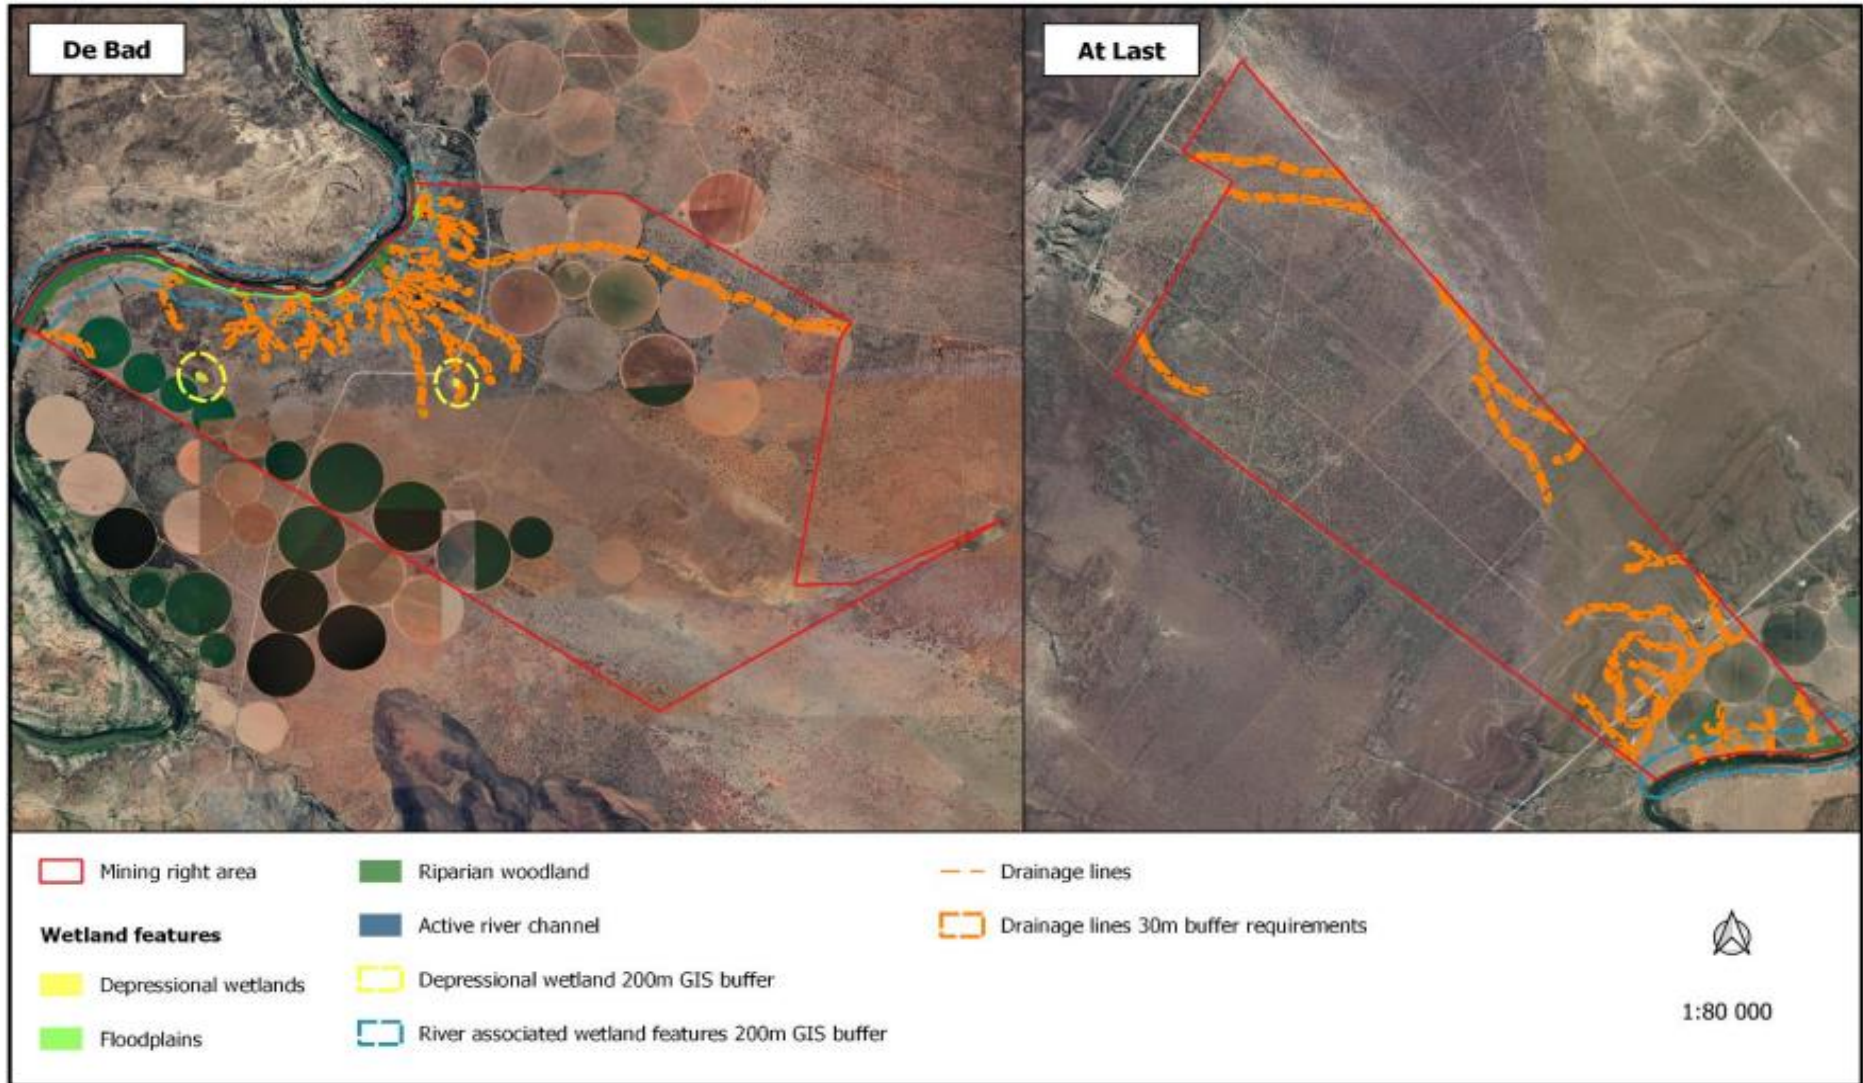 De Bad
At Last
Mining right area
Wetland features
Depressional wetlands
Floodplains
Riparian woodland
Active river channel
Depressional wetland 200m GIS buffer
River associated wetland features 200m GIS buffer
Drainage lines
Drainage lines 30m buffer requirements
1:80 000